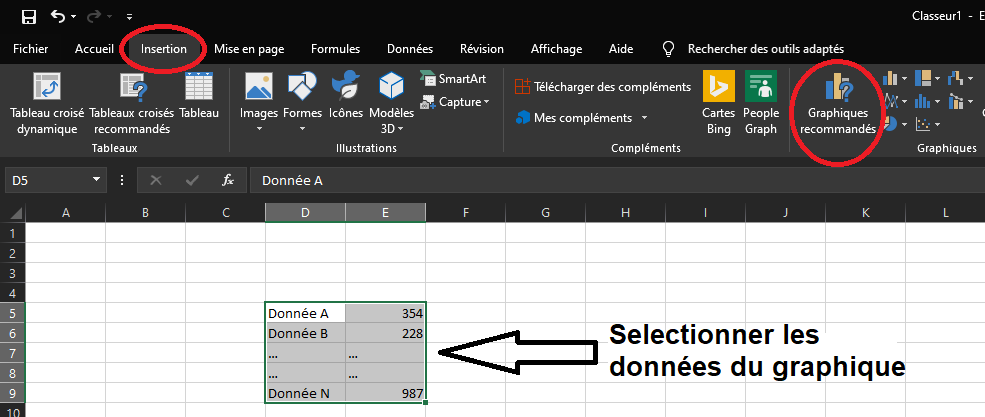 Classeur1 - E
Fichier Accueil Insertion Mise en page Formules Données Révision Affichage Aide Rechercher des outils adaptés
Tableau croisé dynamique
Tableaux croisés recommandés
Tableau
Tableaux
Images
Formes
Icônes
Modèles 3D
SmartArt
Capture
Illustrations
Télécharger des compléments
Mes compléments
Cartes Bing
People Graph
Compléments
Graphiques recommandés
Graphiques
D5 fx Donnée A
A B C D E F G H I J K L
1
2
3
4
5 Donnée A 354
6 Donnée B 228
7 ... ...
8 ... ...
9 Donnée N 987
10
Selectionner les
données du graphique